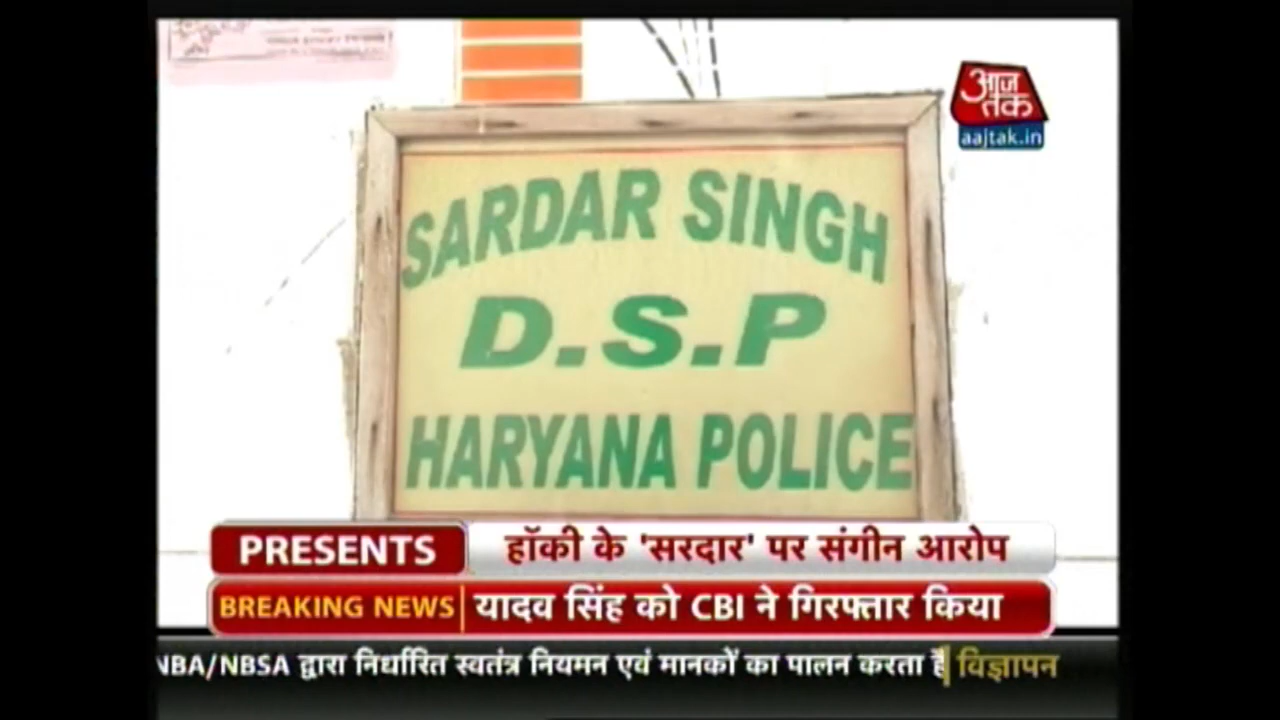 आज
तक
aajtak.in
SARDAR SINGH
D.S.P
HARYANA POLICE
PRESENTS
हॉकी के 'सरदार' पर संगीन आरोप
BREAKING NEWS
यादव सिंह को CBI ने गिरफ्तार किया
NBA/NBSA द्वारा निर्धारित स्वतंत्र नियमन एवं मानकों का पालन करता है
विज्ञापन